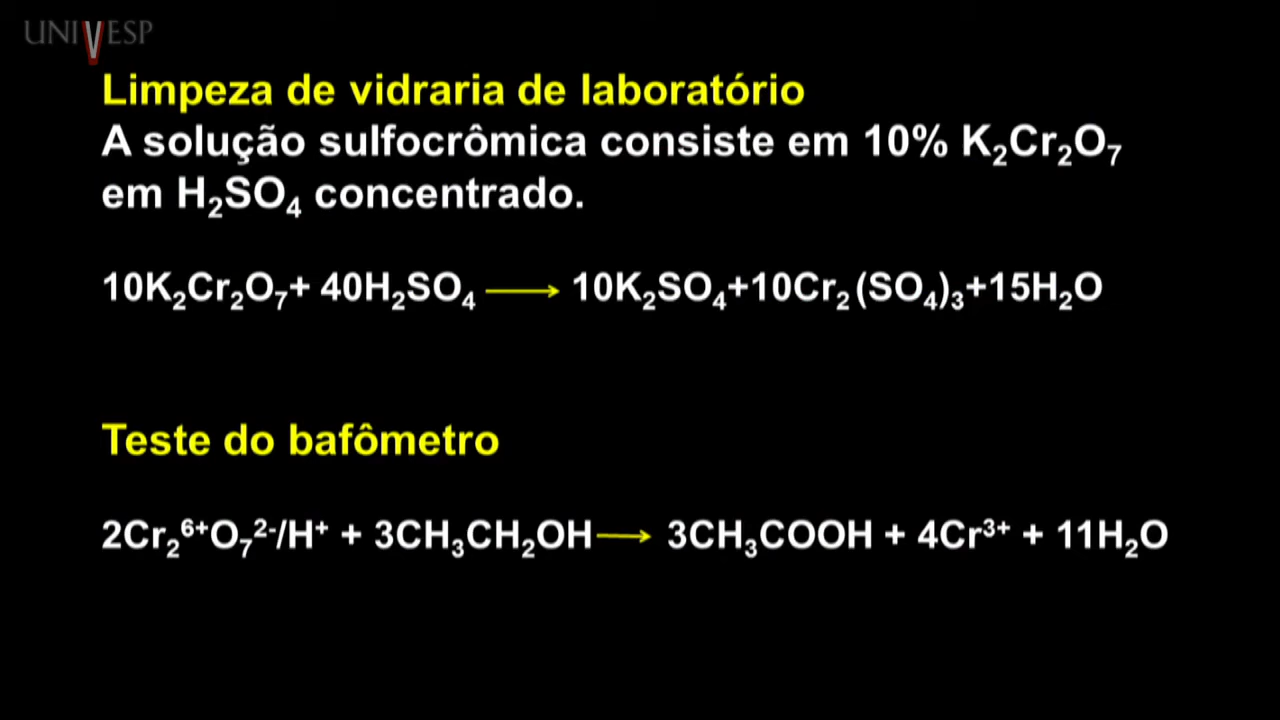 UNIVESP
Limpeza de vidraria de laboratório
A solução sulfocrômica consiste em 10% K₂Cr₂O₇
em H₂SO₄ concentrado.
10K₂Cr₂O₇+ 40H₂SO₄ ⟶ 10K₂SO₄+10Cr₂(SO₄)₃+15H₂O
Teste do bafômetro
2Cr₂⁶⁺O₇²⁻/H⁺ + 3CH₃CH₂OH ⟶ 3CH₃COOH + 4Cr³⁺ + 11H₂O